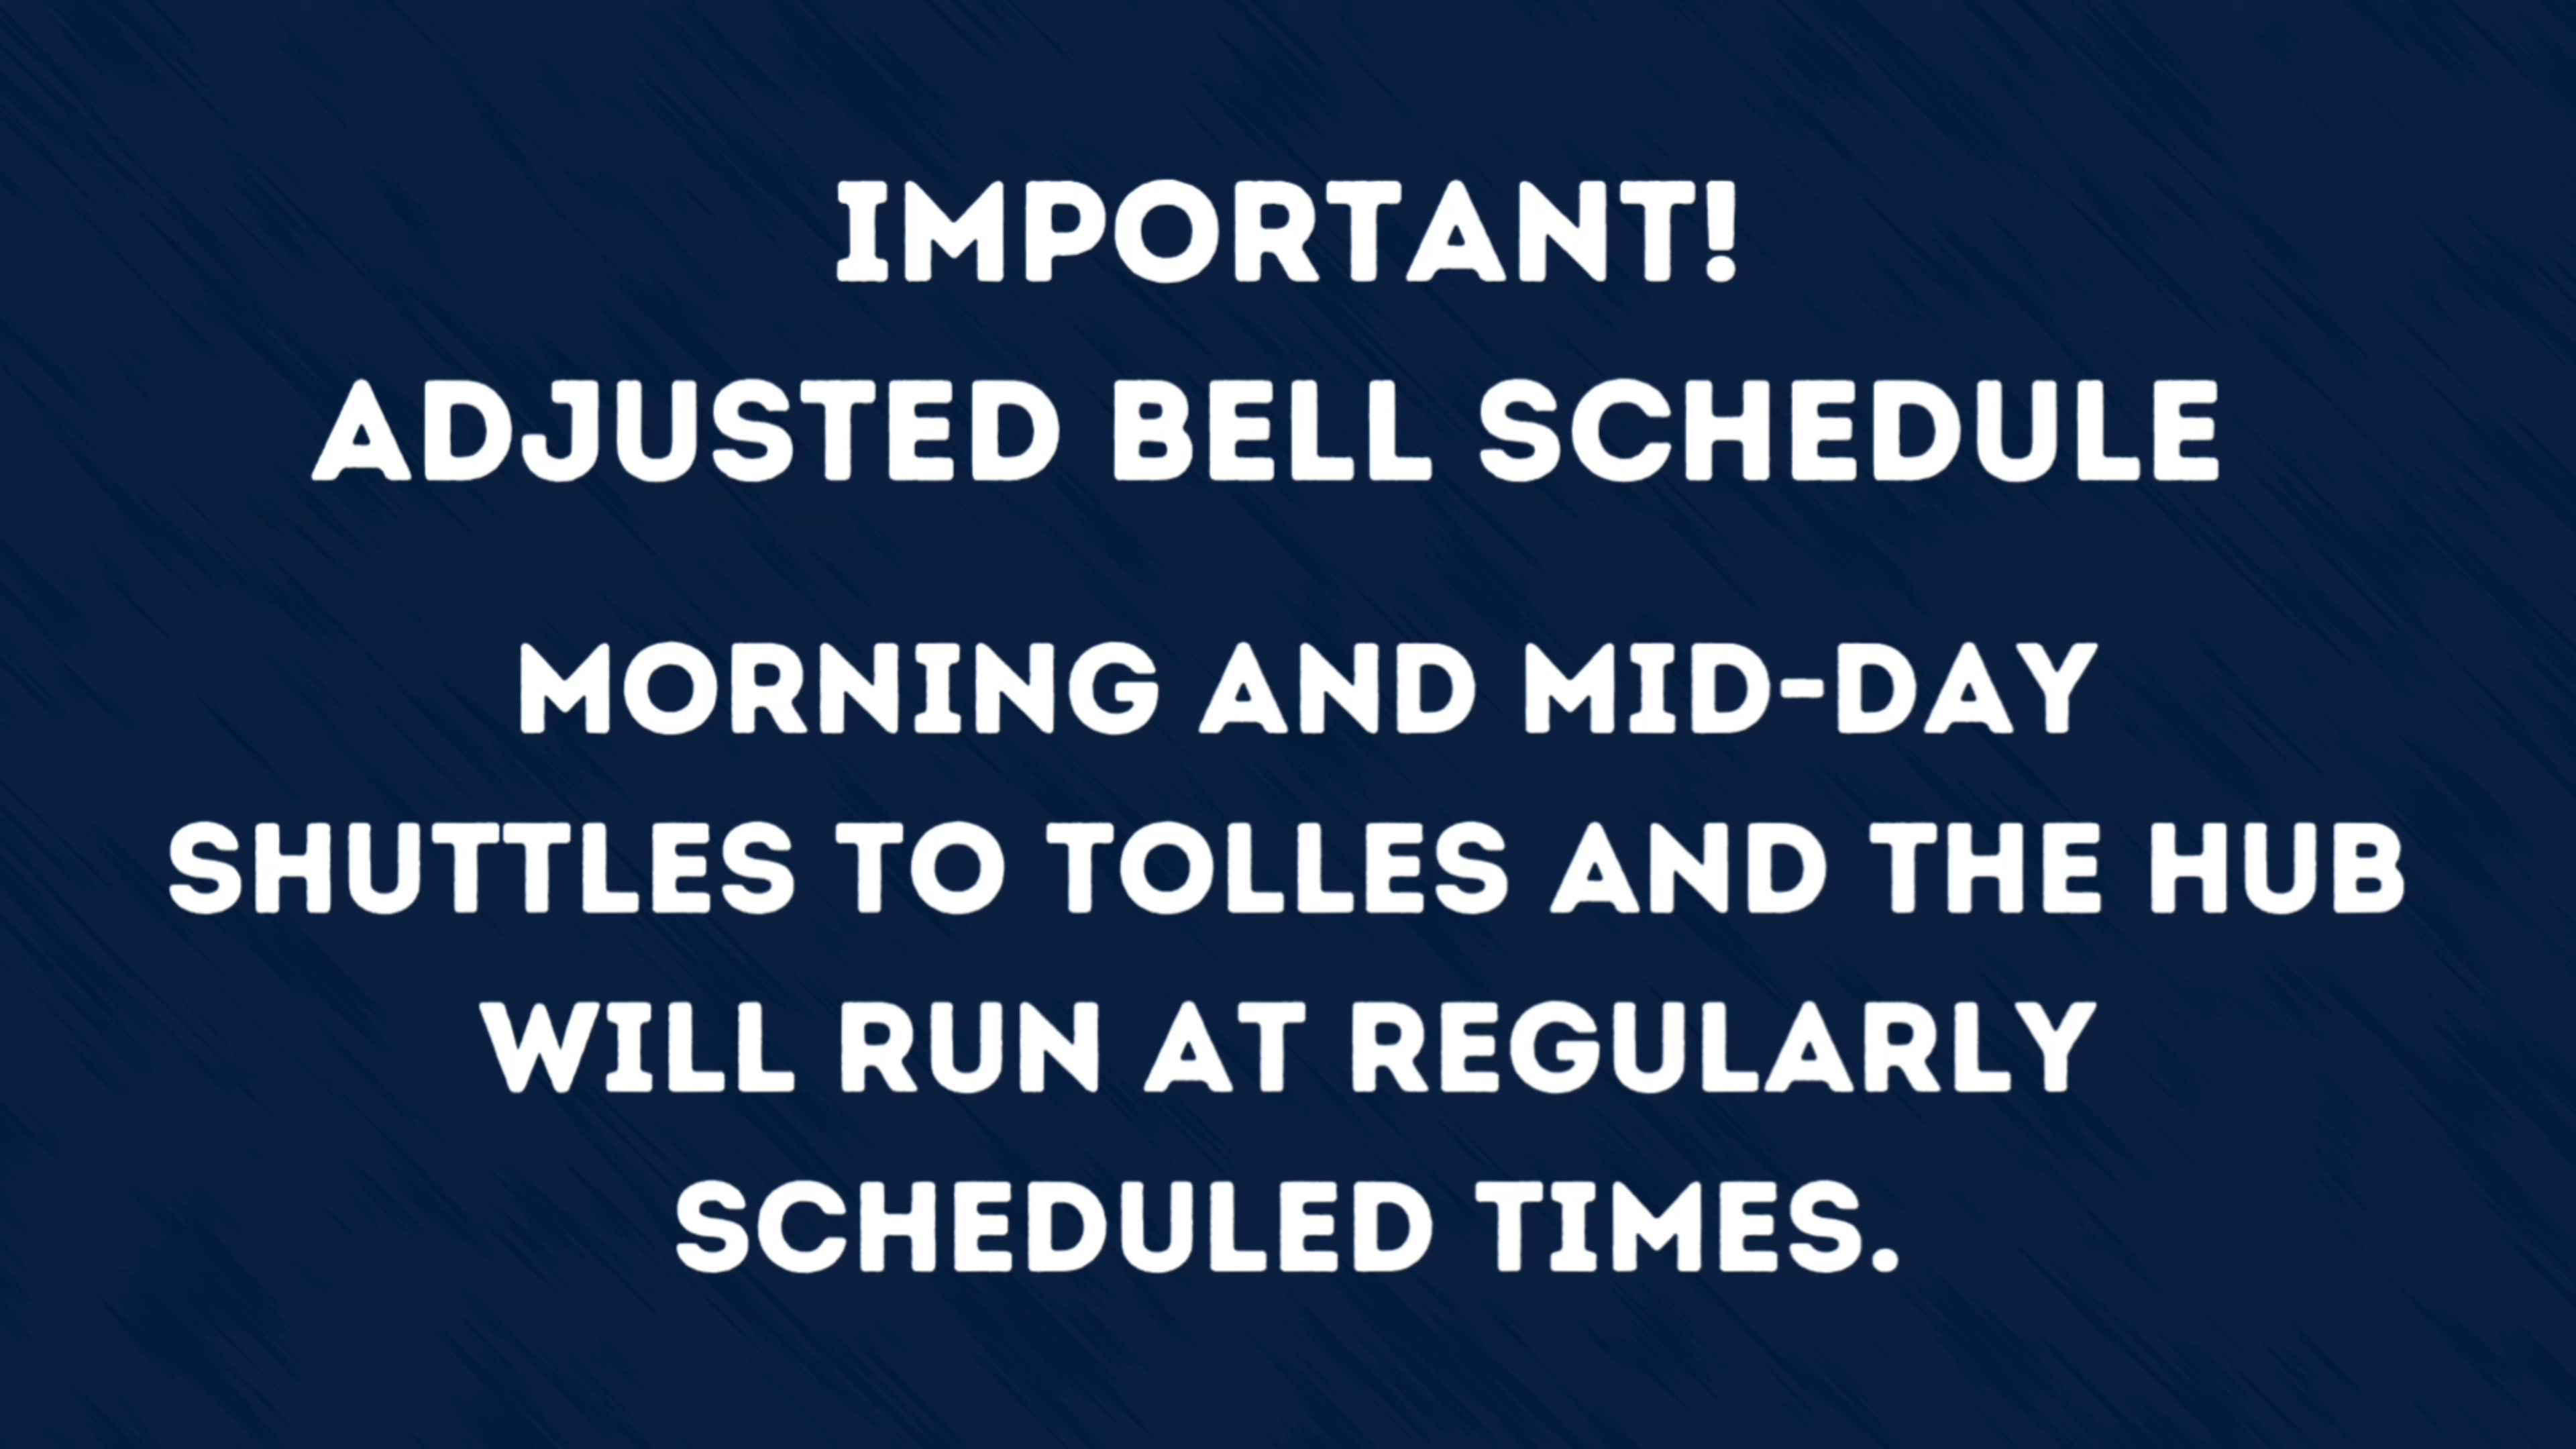 IMPORTANT!
ADJUSTED BELL SCHEDULE
MORNING AND MID-DAY
SHUTTLES TO TOLLES AND THE HUB
WILL RUN AT REGULARLY
SCHEDULED TIMES.